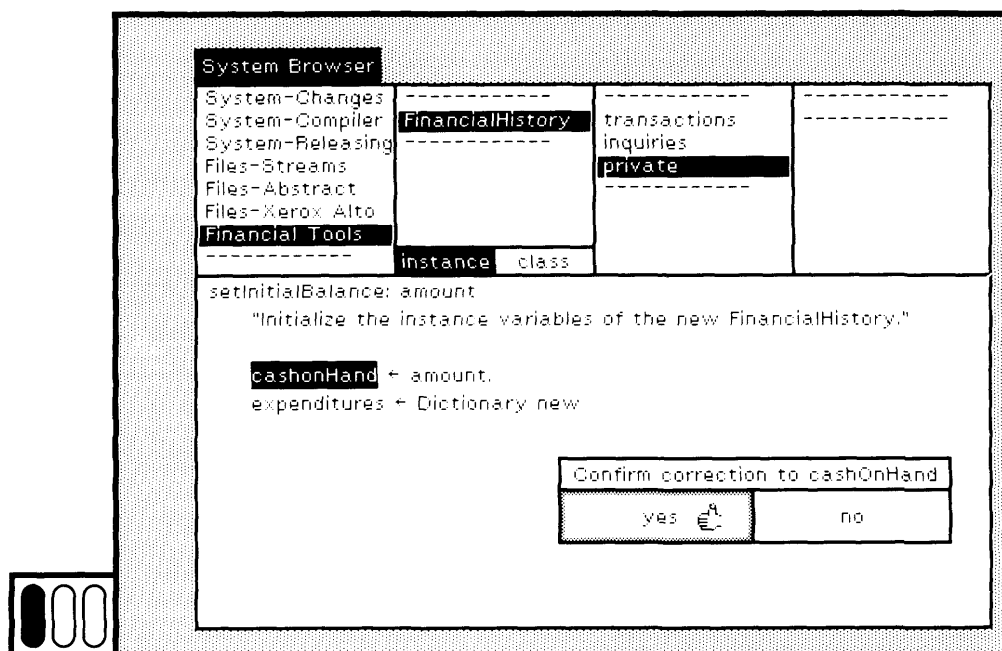 System Browser
System-Changes
System-Compiler
System-Releasing
Files-Streams
Files-Abstract
Files-Xerox Alto
Financial Tools
-------------
------------
FinancialHistory
------------
instance class
------------
transactions
inquiries
private
------------
------------
------------
setInitialBalance: amount
"Initialize the instance variables of the new FinancialHistory."
cashonHand ← amount.
expenditures ← Dictionary new
Confirm correction to cashOnHand
yes no